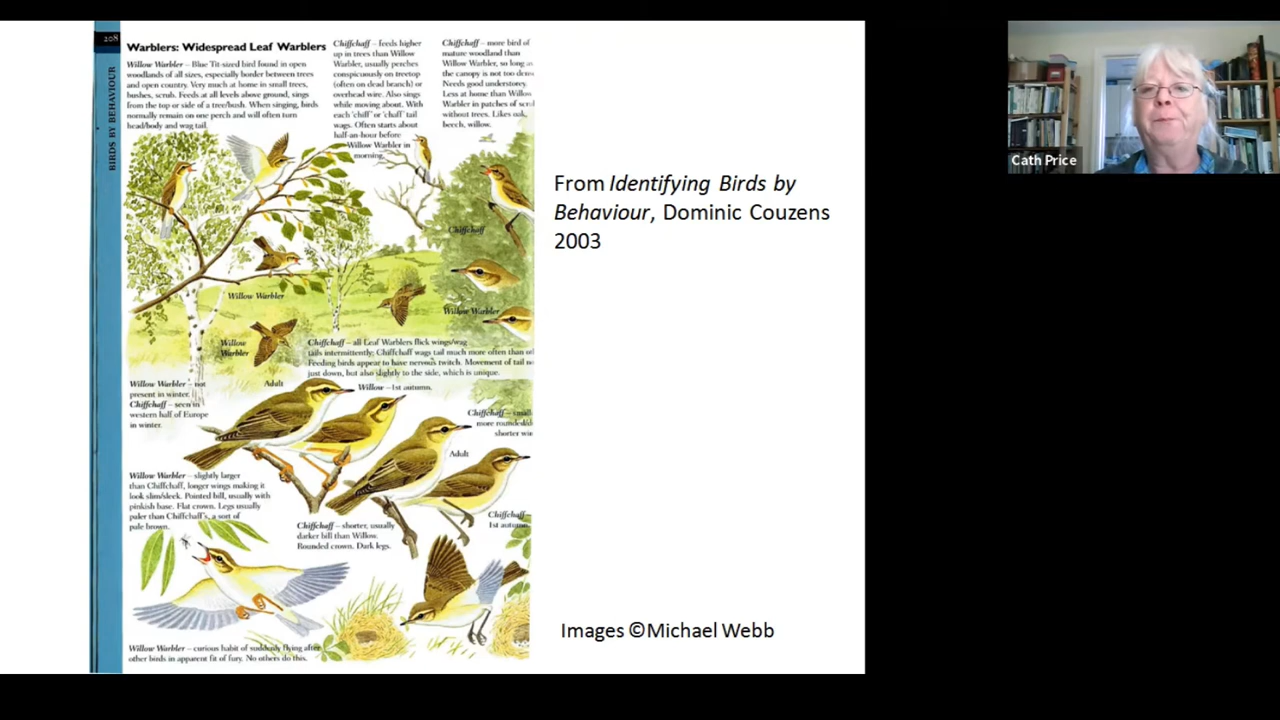 208
BIRDS BY BEHAVIOUR
Warblers: Widespread Leaf Warblers
Willow Warbler – Blue Tit-sized bird found in open
woodlands of all sizes, especially border between trees
and open country. Very much at home in small trees,
bushes, scrub. Feeds at all levels above ground, sings
from the top or side of a tree/bush. When singing, birds
normally remain on one perch and will often turn
head/body and wag tail.
Chiffchaff – feeds higher
up in trees than Willow
Warbler, usually perches
conspicuously on treetop
(often on dead branch) or
overhead wire. Also sings
while moving about. With
each 'chiff' or 'chaff' tail
wags. Often starts about
half-an-hour before
Willow Warbler in
morning.
Chiffchaff – more bird of
mature woodland than
Willow Warbler, so long as
the canopy is not too dens
Needs good understorey.
Less at home than Willow
Warbler in patches of scru
without trees. Likes oak,
beech, willow.
Chiffchaff
Willow Warbler
Willow Warbler
Willow
Warbler
Chiffchaff – all Leaf Warblers flick wings/wag
tails intermittently; Chiffchaff wags tail much more often than ot
Feeding birds appear to have nervous twitch. Movement of tail n
just down, but also slightly to the side, which is unique.
Willow Warbler – not
present in winter.
Chiffchaff – seen in
western half of Europe
in winter.
Adult
Willow – 1st autumn.
Chiffchaff – small
more rounded/d
shorter win
Adult
Willow Warbler – slightly larger
than Chiffchaff, longer wings making it
look slim/sleek. Pointed bill, usually with
pinkish base. Flat crown. Legs usually
paler than Chiffchaff's, a sort of
pale brown.
Chiffchaff – shorter, usually
darker bill than Willow.
Rounded crown. Dark legs.
Chiffchaff –
1st autumn.
Willow Warbler – curious habit of suddenly flying after
other birds in apparent fit of fury. No others do this.
From Identifying Birds by
Behaviour, Dominic Couzens
2003
Images ©Michael Webb
Cath Price